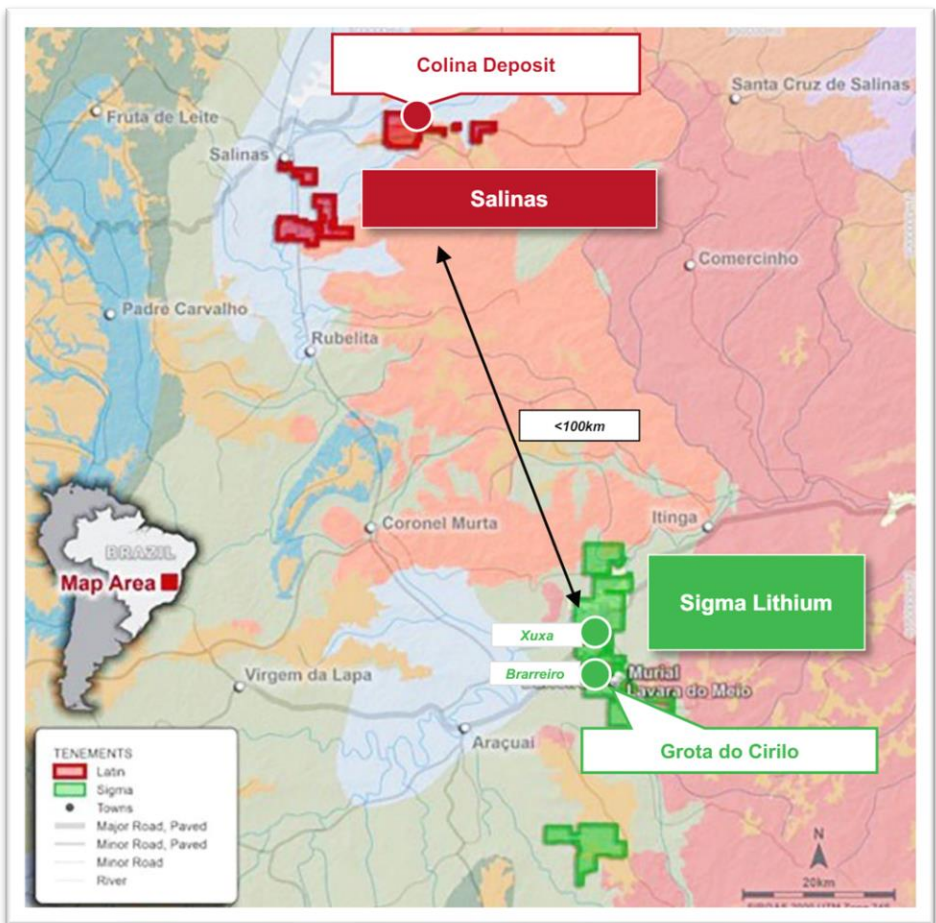 Colina Deposit
Santa Cruz de Salinas
Fruta de Leite
Salinas
Salinas
Comercinho
Padre Carvalho
Rubelita
<100km
Coronel Murta
Itinga
BRAZIL
Map Area
Sigma Lithium
Xuxa
Brarreiro
Murial
Lavara do Meio
Virgem da Lapa
Araçuai
Grota do Cirilo
TENEMENTS
Latin
Sigma
Towns
Major Road, Paved
Minor Road, Paved
Minor Road
River
N
20km